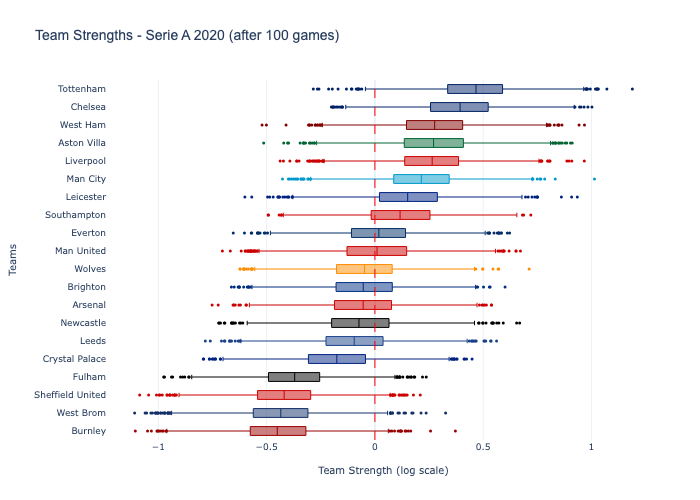 Team Strengths - Serie A 2020 (after 100 games)
Tottenham
Chelsea
West Ham
Aston Villa
Liverpool
Man City
Leicester
Southampton
Everton
Man United
Wolves
Brighton
Arsenal
Newcastle
Leeds
Crystal Palace
Fulham
Sheffield United
West Brom
Burnley
Teams
−1
−0.5
0
0.5
1
Team Strength (log scale)